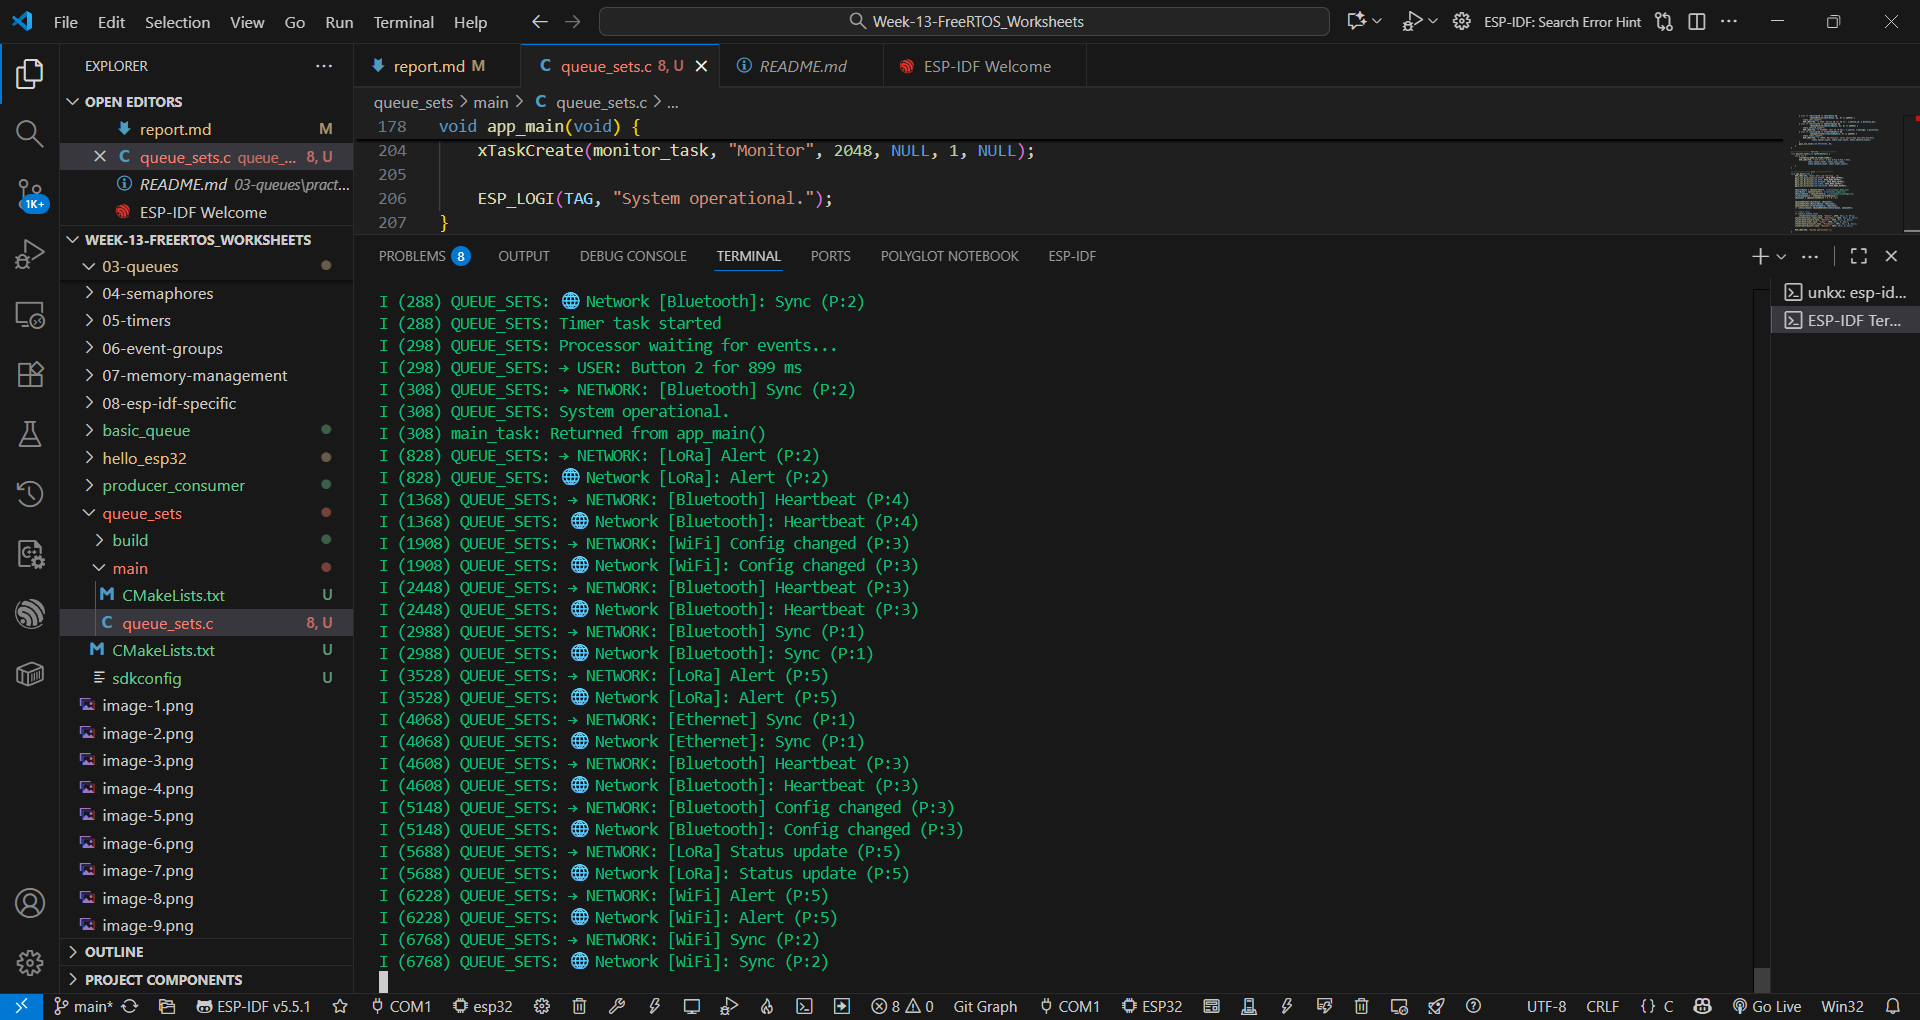 File Edit Selection View Go Run Terminal Help
Week-13-FreeRTOS_Worksheets
ESP-IDF: Search Error Hint
EXPLORER
OPEN EDITORS
report.md M
queue_sets.c queue_... 8, U
README.md 03-queues\pract...
ESP-IDF Welcome
WEEK-13-FREERTOS_WORKSHEETS
03-queues
04-semaphores
05-timers
06-event-groups
07-memory-management
08-esp-idf-specific
basic_queue
hello_esp32
producer_consumer
queue_sets
build
main
CMakeLists.txt U
queue_sets.c 8, U
CMakeLists.txt U
sdkconfig U
image-1.png
image-2.png
image-3.png
image-4.png
image-5.png
image-6.png
image-7.png
image-8.png
image-9.png
OUTLINE
PROJECT COMPONENTS
1K+
report.md M
queue_sets.c 8, U
README.md
ESP-IDF Welcome
queue_sets > main > C queue_sets.c > ...
178 void app_main(void) {
204 xTaskCreate(monitor_task, "Monitor", 2048, NULL, 1, NULL);
205
206 ESP_LOGI(TAG, "System operational.");
207 }
PROBLEMS 8 OUTPUT DEBUG CONSOLE TERMINAL PORTS POLYGLOT NOTEBOOK ESP-IDF
unkx: esp-id...
ESP-IDF Ter...
I (288) QUEUE_SETS: 🌐 Network [Bluetooth]: Sync (P:2)
I (288) QUEUE_SETS: Timer task started
I (298) QUEUE_SETS: Processor waiting for events...
I (298) QUEUE_SETS: → USER: Button 2 for 899 ms
I (308) QUEUE_SETS: → NETWORK: [Bluetooth] Sync (P:2)
I (308) QUEUE_SETS: System operational.
I (308) main_task: Returned from app_main()
I (828) QUEUE_SETS: → NETWORK: [LoRa] Alert (P:2)
I (828) QUEUE_SETS: 🌐 Network [LoRa]: Alert (P:2)
I (1368) QUEUE_SETS: → NETWORK: [Bluetooth] Heartbeat (P:4)
I (1368) QUEUE_SETS: 🌐 Network [Bluetooth]: Heartbeat (P:4)
I (1908) QUEUE_SETS: → NETWORK: [WiFi] Config changed (P:3)
I (1908) QUEUE_SETS: 🌐 Network [WiFi]: Config changed (P:3)
I (2448) QUEUE_SETS: → NETWORK: [Bluetooth] Heartbeat (P:3)
I (2448) QUEUE_SETS: 🌐 Network [Bluetooth]: Heartbeat (P:3)
I (2988) QUEUE_SETS: → NETWORK: [Bluetooth] Sync (P:1)
I (2988) QUEUE_SETS: 🌐 Network [Bluetooth]: Sync (P:1)
I (3528) QUEUE_SETS: → NETWORK: [LoRa] Alert (P:5)
I (3528) QUEUE_SETS: 🌐 Network [LoRa]: Alert (P:5)
I (4068) QUEUE_SETS: → NETWORK: [Ethernet] Sync (P:1)
I (4068) QUEUE_SETS: 🌐 Network [Ethernet]: Sync (P:1)
I (4608) QUEUE_SETS: → NETWORK: [Bluetooth] Heartbeat (P:3)
I (4608) QUEUE_SETS: 🌐 Network [Bluetooth]: Heartbeat (P:3)
I (5148) QUEUE_SETS: → NETWORK: [Bluetooth] Config changed (P:3)
I (5148) QUEUE_SETS: 🌐 Network [Bluetooth]: Config changed (P:3)
I (5688) QUEUE_SETS: → NETWORK: [LoRa] Status update (P:5)
I (5688) QUEUE_SETS: 🌐 Network [LoRa]: Status update (P:5)
I (6228) QUEUE_SETS: → NETWORK: [WiFi] Alert (P:5)
I (6228) QUEUE_SETS: 🌐 Network [WiFi]: Alert (P:5)
I (6768) QUEUE_SETS: → NETWORK: [WiFi] Sync (P:2)
I (6768) QUEUE_SETS: 🌐 Network [WiFi]: Sync (P:2)
main* ESP-IDF v5.5.1 COM1 esp32 8 0 Git Graph COM1 ESP32 UTF-8 CRLF {} C Go Live Win32